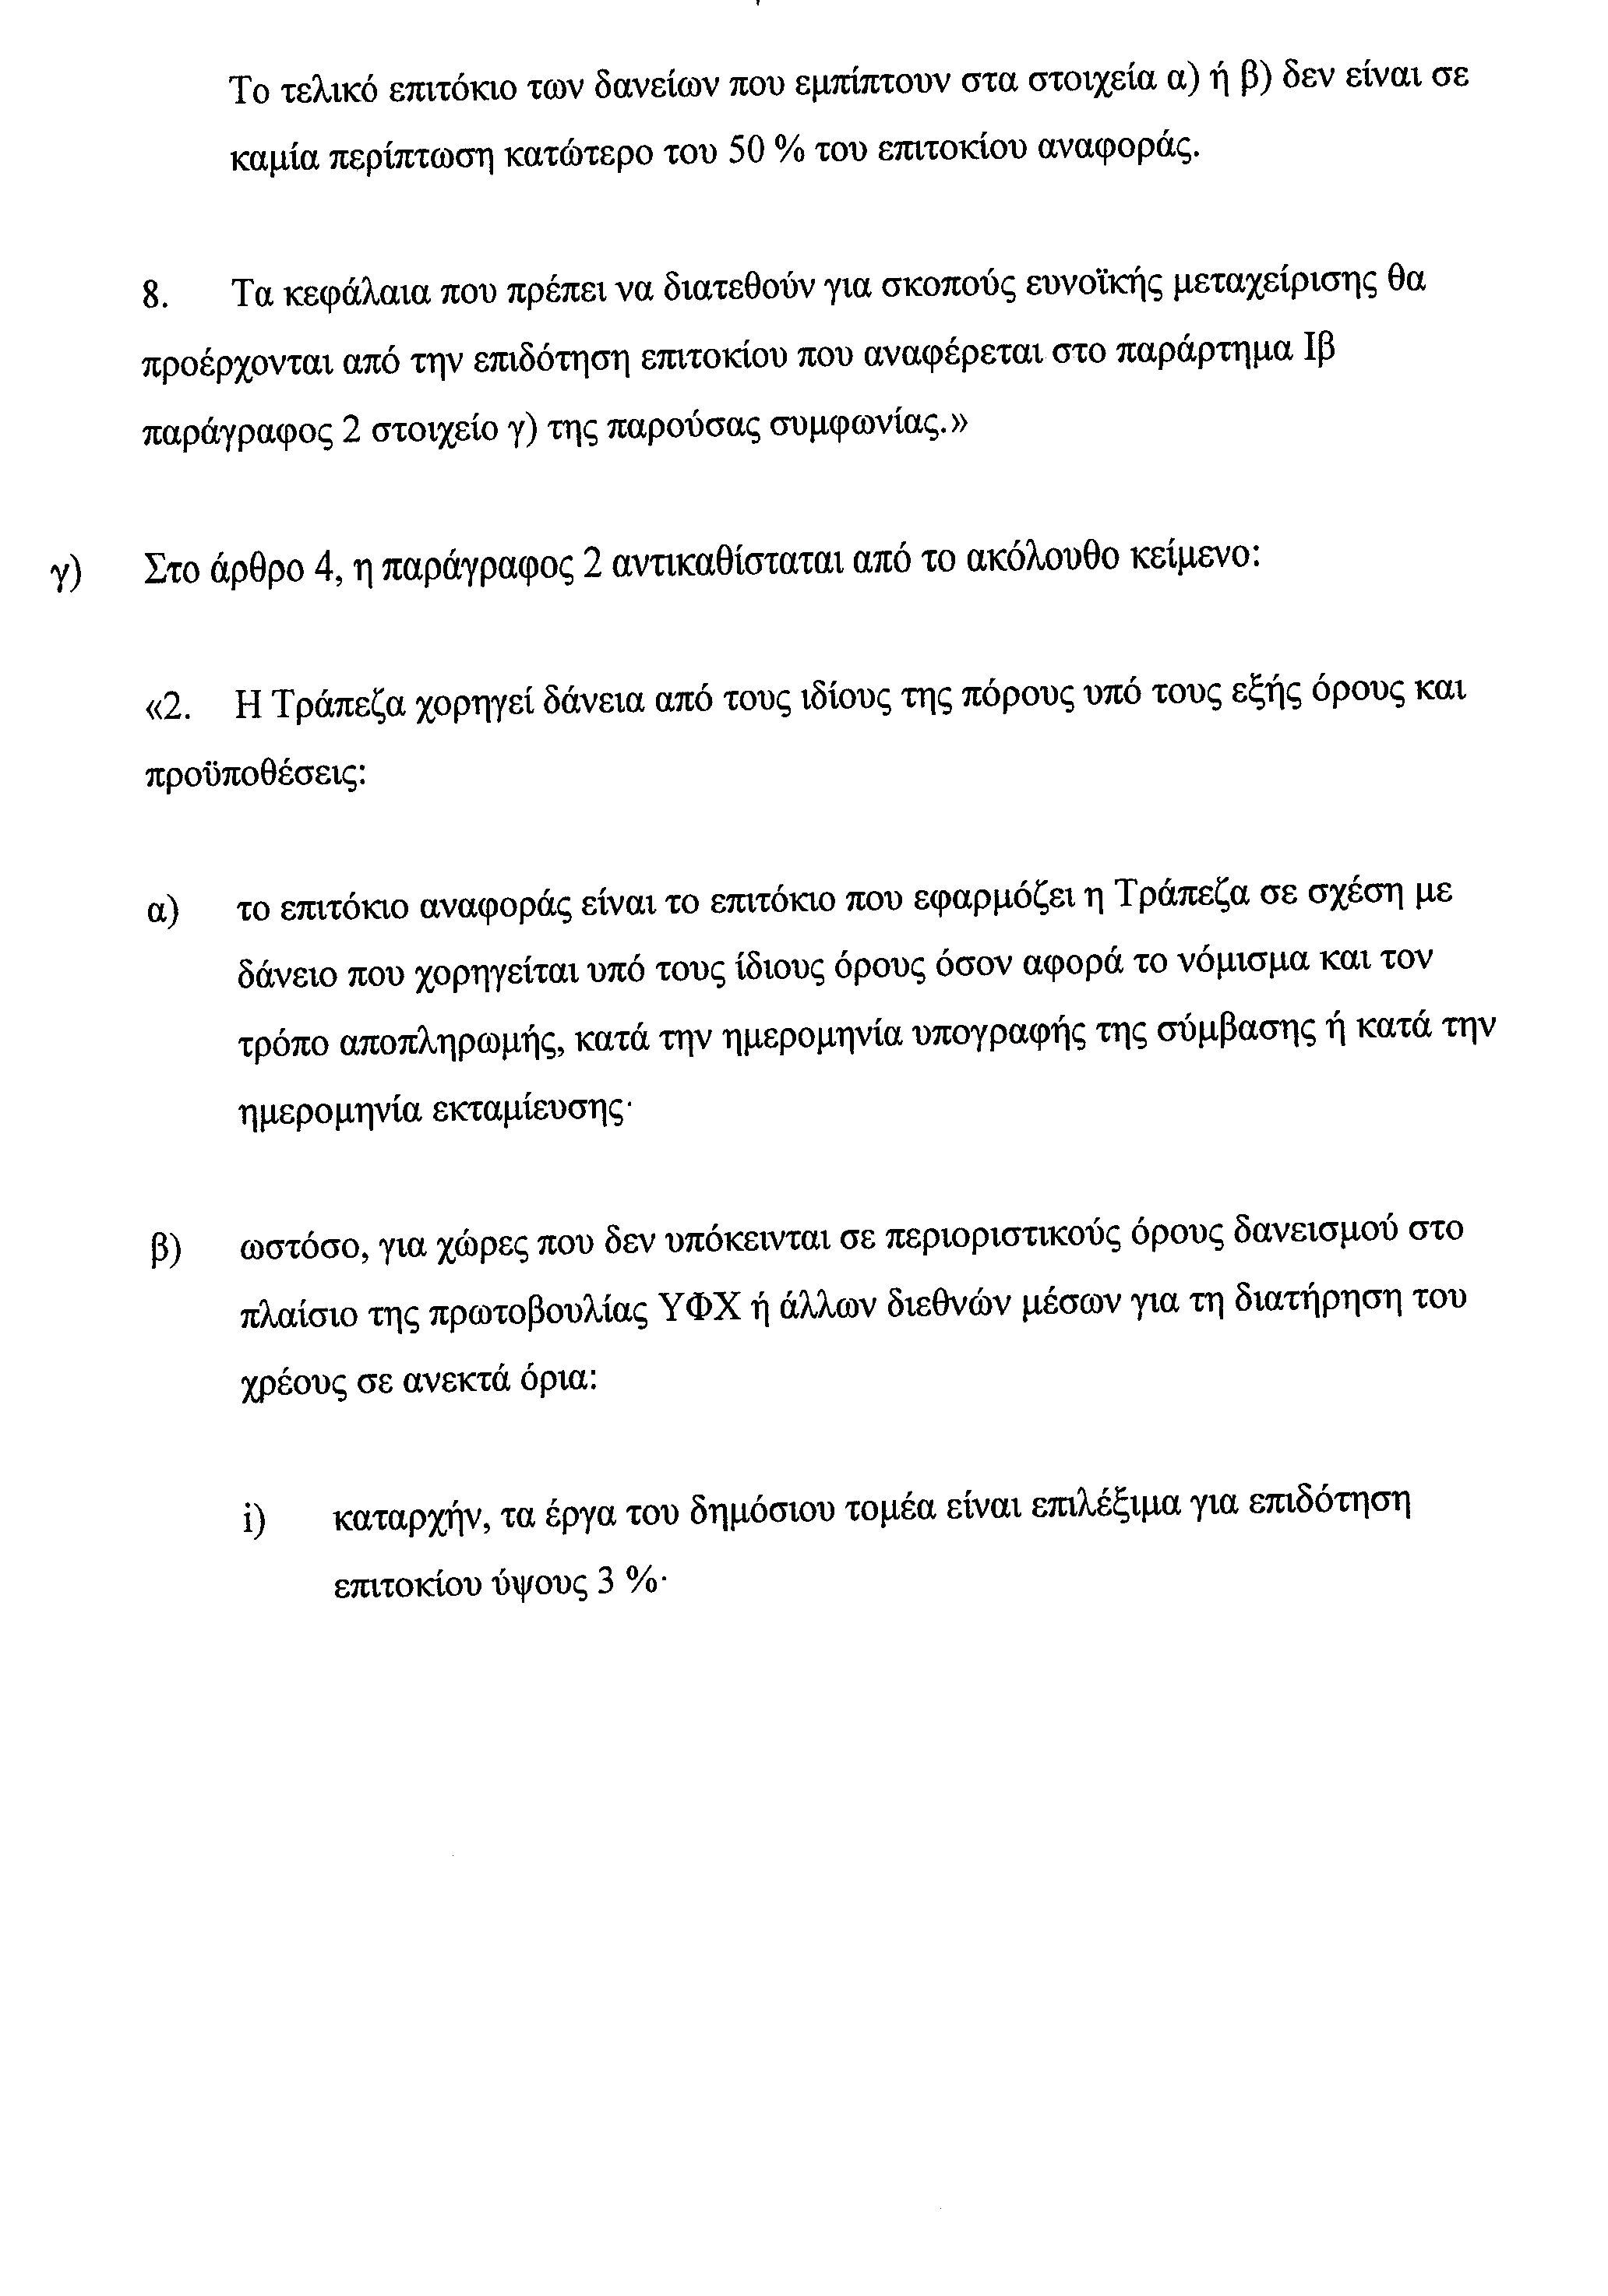 Το τελικό επιτόκιο των δανείων που εμπίπτουν στα στοιχεία α) ή β) δεν είναι σε
καμία περίπτωση κατώτερο του 50 % του επιτοκίου αναφοράς.
8. Τα κεφάλαια που πρέπει να διατεθούν για σκοπούς ευνοϊκής μεταχείρισης θα
προέρχονται από την επιδότηση επιτοκίου που αναφέρεται στο παράρτημα Ιβ
παράγραφος 2 στοιχείο γ) της παρούσας συμφωνίας.»
γ) Στο άρθρο 4, η παράγραφος 2 αντικαθίσταται από το ακόλουθο κείμενο:
«2. Η Τράπεζα χορηγεί δάνεια από τους ιδίους της πόρους υπό τους εξής όρους και
προϋποθέσεις:
α) το επιτόκιο αναφοράς είναι το επιτόκιο που εφαρμόζει η Τράπεζα σε σχέση με
δάνειο που χορηγείται υπό τους ίδιους όρους όσον αφορά το νόμισμα και τον
τρόπο αποπληρωμής, κατά την ημερομηνία υπογραφής της σύμβασης ή κατά την
ημερομηνία εκταμίευσης·
β) ωστόσο, για χώρες που δεν υπόκεινται σε περιοριστικούς όρους δανεισμού στο
πλαίσιο της πρωτοβουλίας ΥΦΧ ή άλλων διεθνών μέσων για τη διατήρηση του
χρέους σε ανεκτά όρια:
i) καταρχήν, τα έργα του δημόσιου τομέα είναι επιλέξιμα για επιδότηση
επιτοκίου ύψους 3 %·